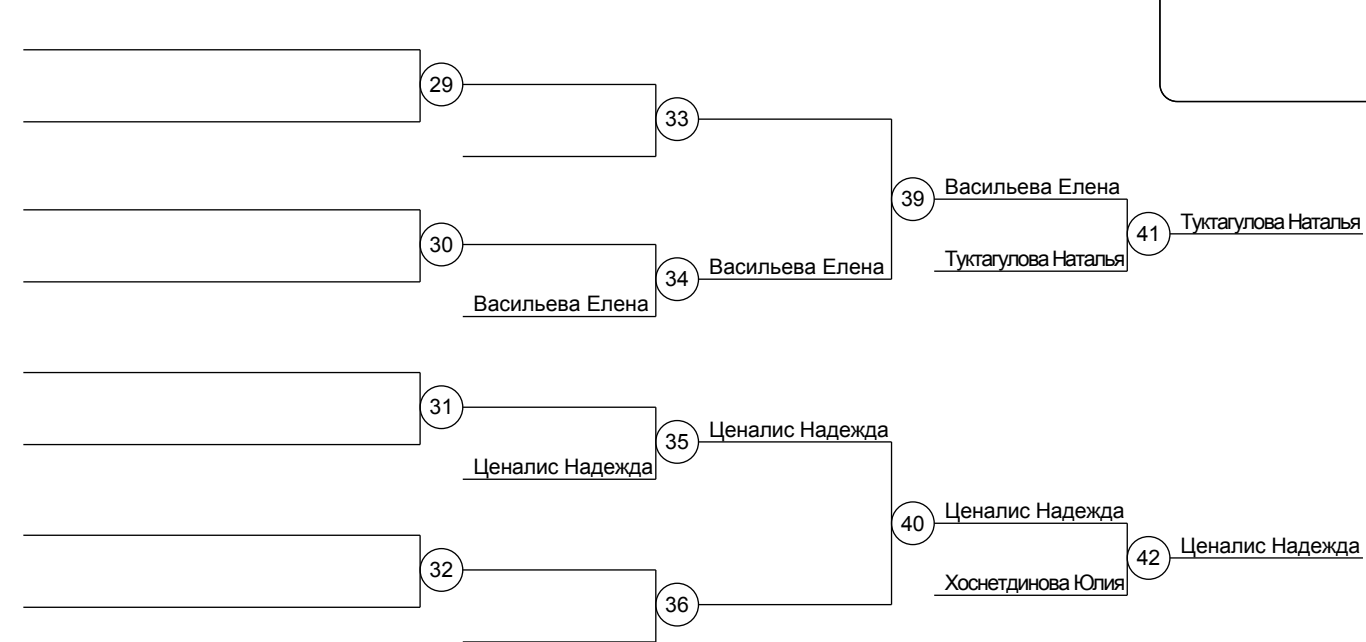 29
33
39
Васильева Елена
41
Туктагулова Наталья
30
Туктагулова Наталья
34
Васильева Елена
Васильева Елена
31
35
Ценалис Надежда
Ценалис Надежда
40
Ценалис Надежда
42
Ценалис Надежда
32
Хоснетдинова Юлия
36